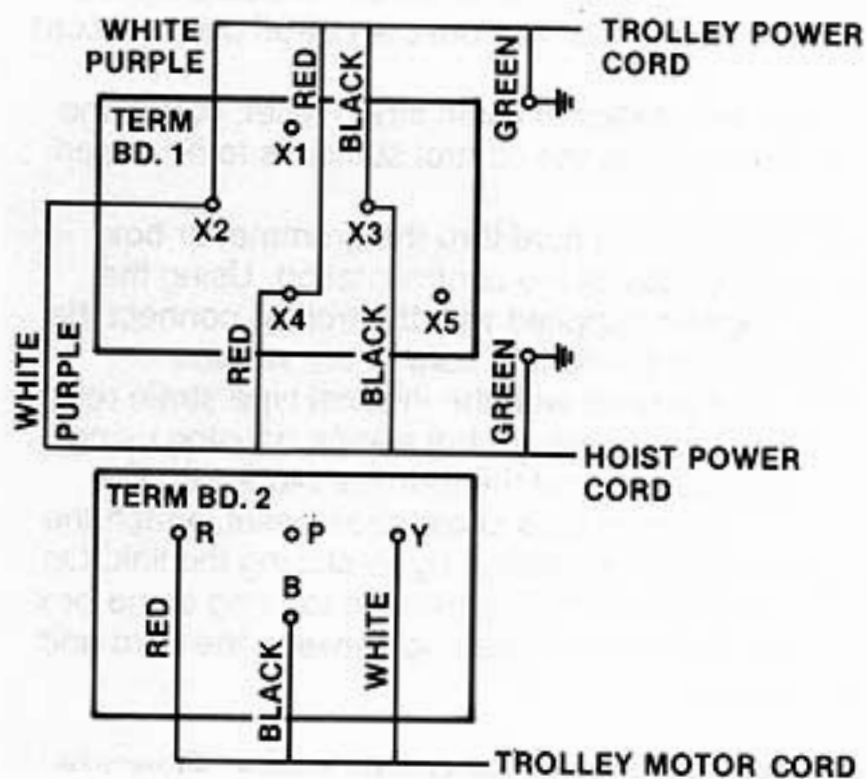 WHITE
PURPLE
RED
BLACK
GREEN
TROLLEY POWER
CORD
TERM
BD. 1
X1
X2
X3
X4
X5
WHITE
PURPLE
RED
BLACK
GREEN
HOIST POWER
CORD
TERM BD. 2
R
P
Y
B
RED
BLACK
WHITE
TROLLEY MOTOR CORD